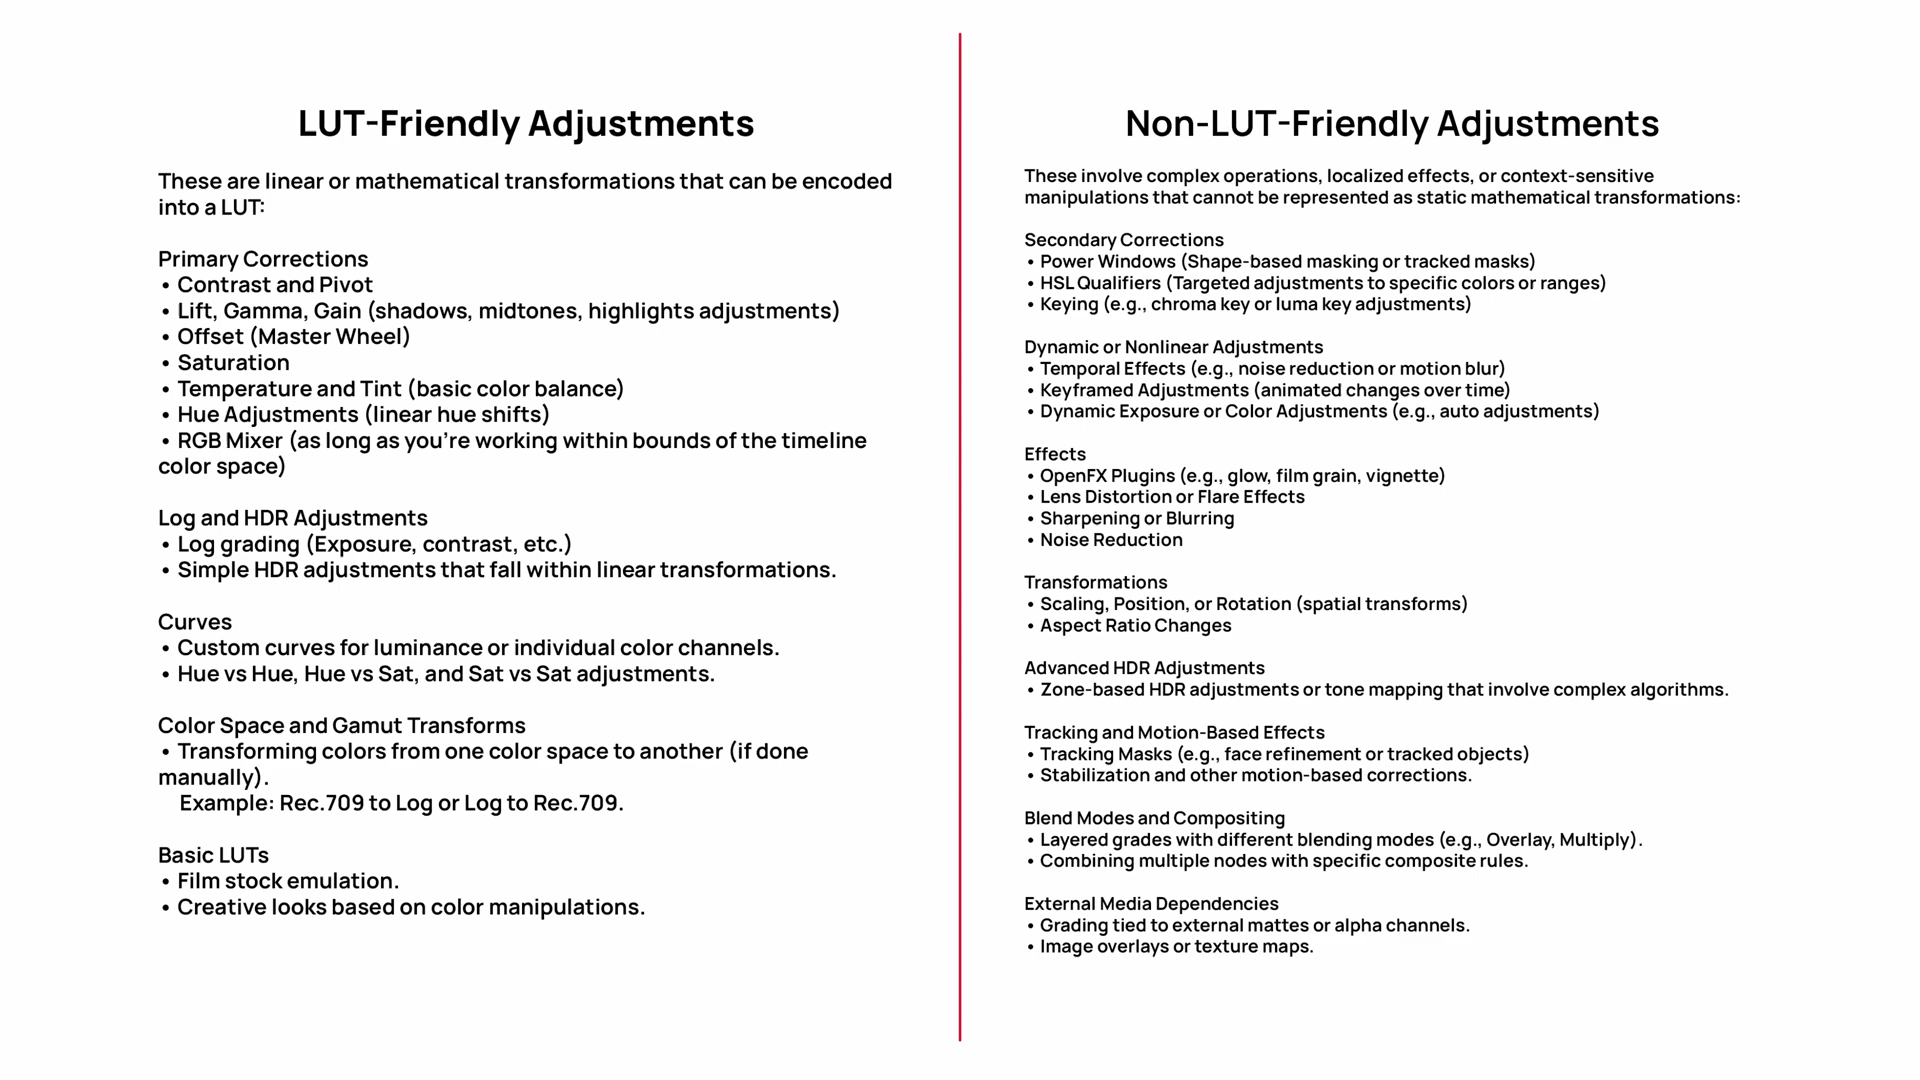 LUT-Friendly Adjustments
These are linear or mathematical transformations that can be encoded
into a LUT:
Primary Corrections
• Contrast and Pivot
• Lift, Gamma, Gain (shadows, midtones, highlights adjustments)
• Offset (Master Wheel)
• Saturation
• Temperature and Tint (basic color balance)
• Hue Adjustments (linear hue shifts)
• RGB Mixer (as long as you're working within bounds of the timeline
color space)
Log and HDR Adjustments
• Log grading (Exposure, contrast, etc.)
• Simple HDR adjustments that fall within linear transformations.
Curves
• Custom curves for luminance or individual color channels.
• Hue vs Hue, Hue vs Sat, and Sat vs Sat adjustments.
Color Space and Gamut Transforms
• Transforming colors from one color space to another (if done
manually).
Example: Rec.709 to Log or Log to Rec.709.
Basic LUTs
• Film stock emulation.
• Creative looks based on color manipulations.
Non-LUT-Friendly Adjustments
These involve complex operations, localized effects, or context-sensitive
manipulations that cannot be represented as static mathematical transformations:
Secondary Corrections
• Power Windows (Shape-based masking or tracked masks)
• HSL Qualifiers (Targeted adjustments to specific colors or ranges)
• Keying (e.g., chroma key or luma key adjustments)
Dynamic or Nonlinear Adjustments
• Temporal Effects (e.g., noise reduction or motion blur)
• Keyframed Adjustments (animated changes over time)
• Dynamic Exposure or Color Adjustments (e.g., auto adjustments)
Effects
• OpenFX Plugins (e.g., glow, film grain, vignette)
• Lens Distortion or Flare Effects
• Sharpening or Blurring
• Noise Reduction
Transformations
• Scaling, Position, or Rotation (spatial transforms)
• Aspect Ratio Changes
Advanced HDR Adjustments
• Zone-based HDR adjustments or tone mapping that involve complex algorithms.
Tracking and Motion-Based Effects
• Tracking Masks (e.g., face refinement or tracked objects)
• Stabilization and other motion-based corrections.
Blend Modes and Compositing
• Layered grades with different blending modes (e.g., Overlay, Multiply).
• Combining multiple nodes with specific composite rules.
External Media Dependencies
• Grading tied to external mattes or alpha channels.
• Image overlays or texture maps.